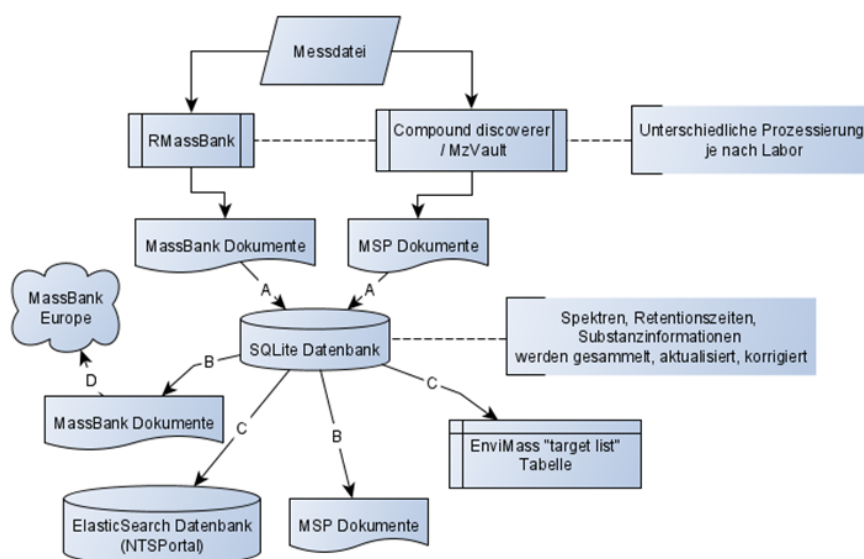 Messdatei
RMassBank
Compound discoverer
/ MzVault
Unterschiedliche Prozessierung
je nach Labor
MassBank Dokumente
MSP Dokumente
A
A
MassBank
Europe
SQLite Datenbank
Spektren, Retentionszeiten,
Substanzinformationen
werden gesammelt, aktualisiert, korrigiert
D
B
C
B
C
MassBank Dokumente
EnviMass "target list"
Tabelle
ElasticSearch Datenbank
(NTSPortal)
MSP Dokumente